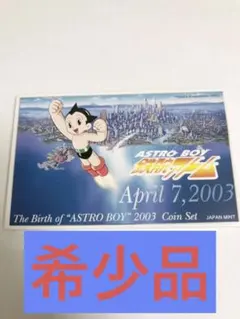 ASTRO BOY
鉄腕アトム
April 7,2003
The Birth of "ASTRO BOY" 2003 Coin Set
JAPAN MINT
希少品